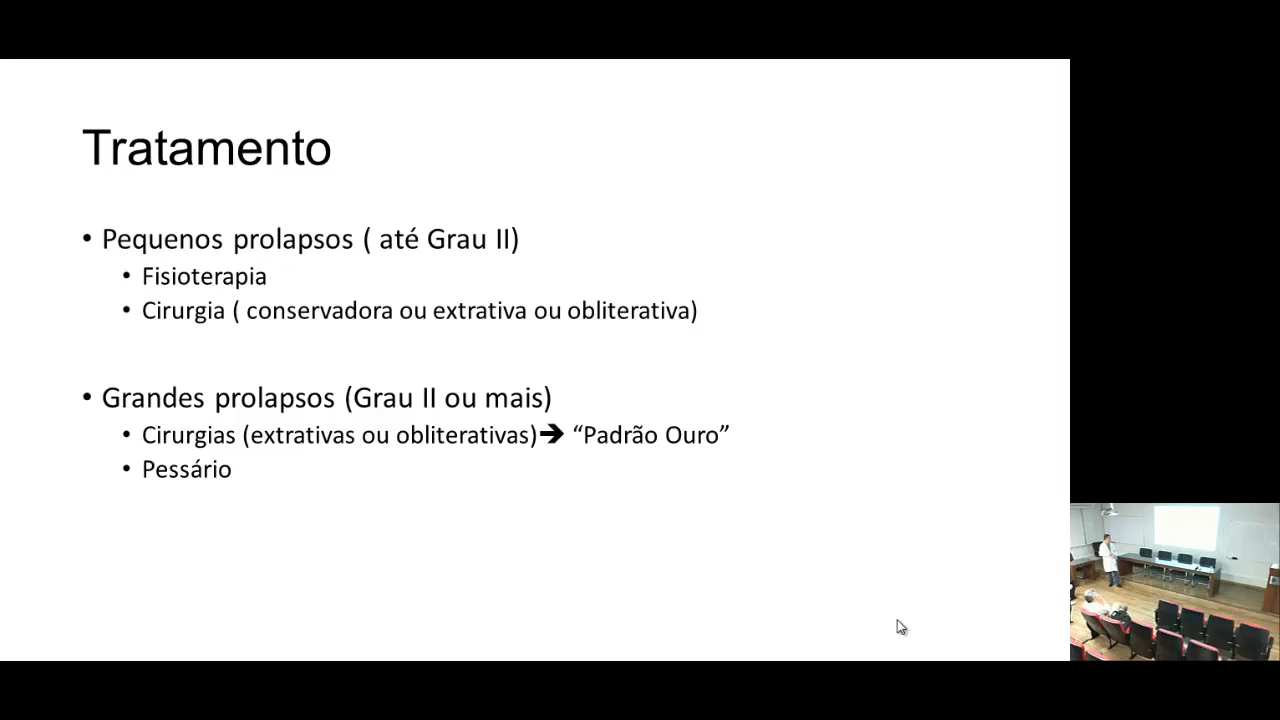 Tratamento
• Pequenos prolapsos ( até Grau II)
• Fisioterapia
• Cirurgia ( conservadora ou extrativa ou obliterativa)
• Grandes prolapsos (Grau II ou mais)
• Cirurgias (extrativas ou obliterativas)➔ “Padrão Ouro”
• Pessário